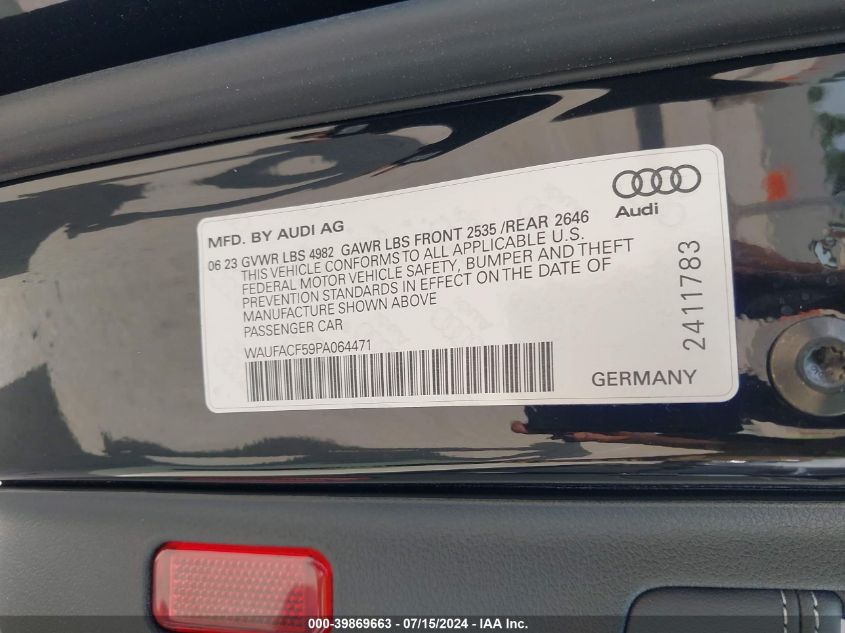 MFD. BY AUDI AG
06 23 GVWR LBS 4982 GAWR LBS FRONT 2535 /REAR 2646
THIS VEHICLE CONFORMS TO ALL APPLICABLE U.S.
FEDERAL MOTOR VEHICLE SAFETY, BUMPER AND THEFT
PREVENTION STANDARDS IN EFFECT ON THE DATE OF
MANUFACTURE SHOWN ABOVE
PASSENGER CAR
WAUFACF59PA064471
Audi
2411783
GERMANY
000-39869663 - 07/15/2024 - IAA Inc.